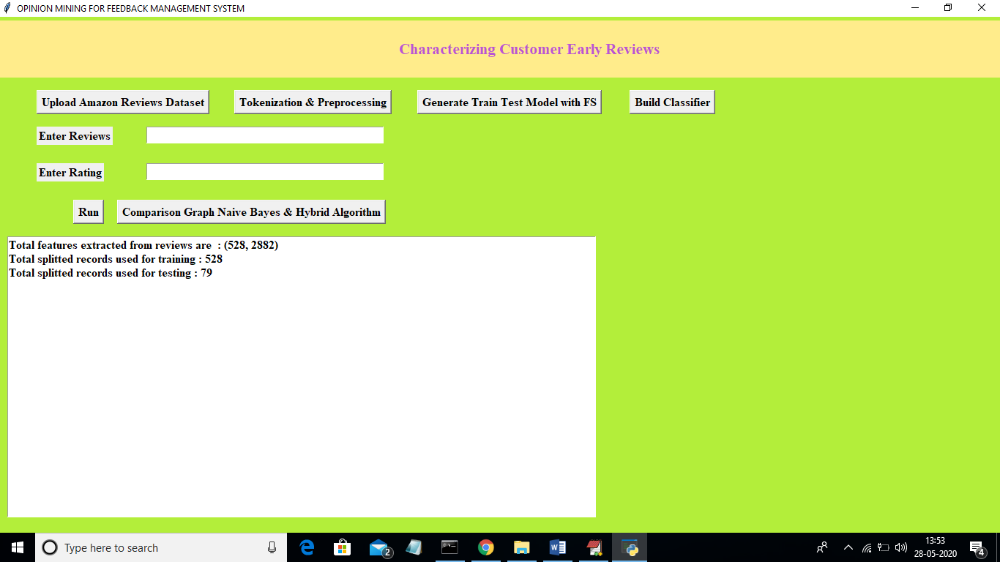 OPINION MINING FOR FEEDBACK MANAGEMENT SYSTEM
Characterizing Customer Early Reviews
Upload Amazon Reviews Dataset
Tokenization & Preprocessing
Generate Train Test Model with FS
Build Classifier
Enter Reviews
Enter Rating
Run
Comparison Graph Naive Bayes & Hybrid Algorithm
Total features extracted from reviews are  : (528, 2882)
Total splitted records used for training : 528
Total splitted records used for testing : 79
Type here to search
2
13:53
28-05-2020
4